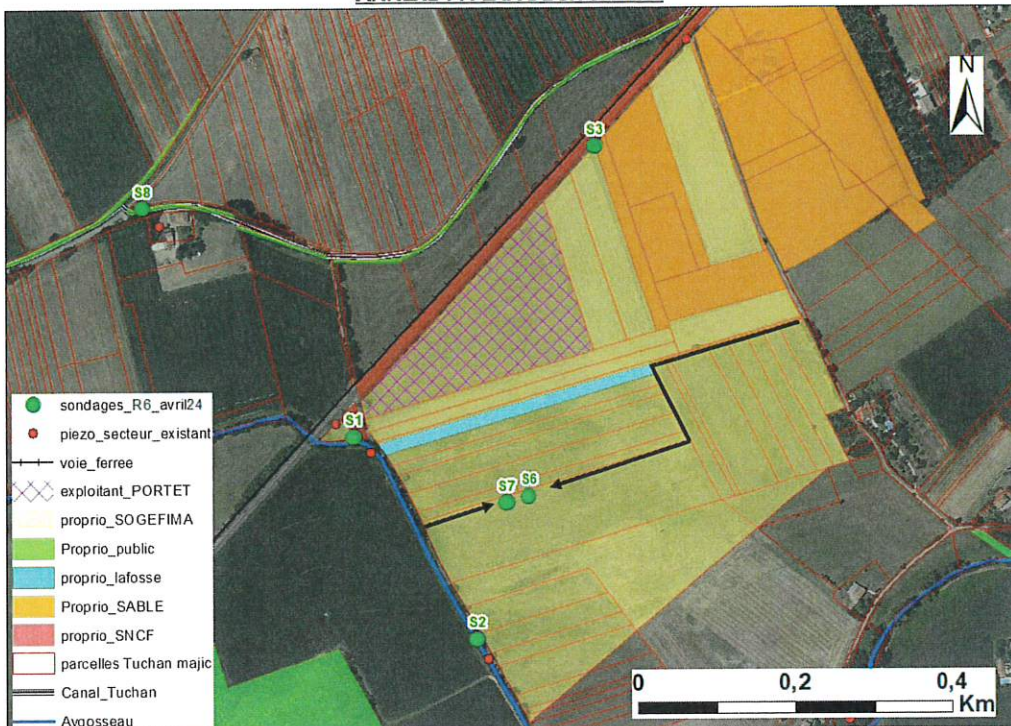 N
S3
S8
S1
S7
S6
S2
sondages_R6_avril24
piezo_secteur_existant
voie_ferree
exploitant_PORTET
proprio_SOGEFIMA
Proprio_public
proprio_lafosse
Proprio_SABLE
proprio_SNCF
parcelles Tuchan majic
Canal_Tuchan
Aygosseau
0 0,2 0,4
Km